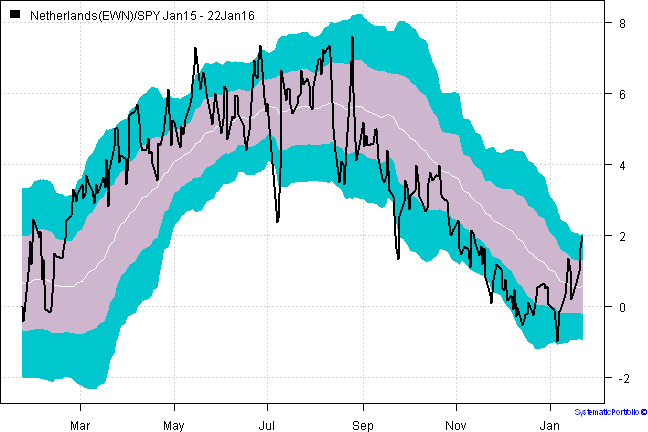 Netherlands(EWN)/SPY Jan15 - 22Jan16
8
6
4
2
0
-2
Mar May Jul Sep Nov Jan
SystematicPortfolio ©